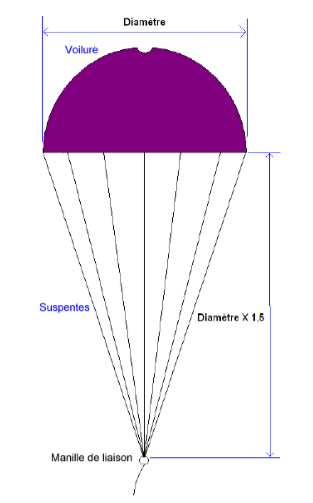 Diamètre
Voilure
Suspentes
Diamètre X 1,5
Manille de liaison